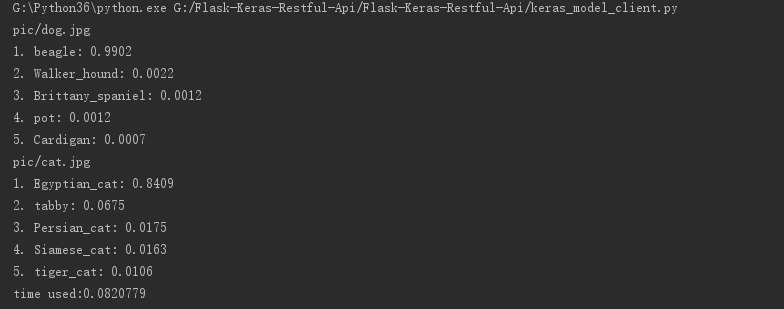 G:\Python36\python.exe G:/Flask-Keras-Restful-Api/Flask-Keras-Restful-Api/keras_model_client.py
pic/dog.jpg
1. beagle: 0.9902
2. Walker_hound: 0.0022
3. Brittany_spaniel: 0.0012
4. pot: 0.0012
5. Cardigan: 0.0007
pic/cat.jpg
1. Egyptian_cat: 0.8409
2. tabby: 0.0675
3. Persian_cat: 0.0175
4. Siamese_cat: 0.0163
5. tiger_cat: 0.0106
time used:0.0820779